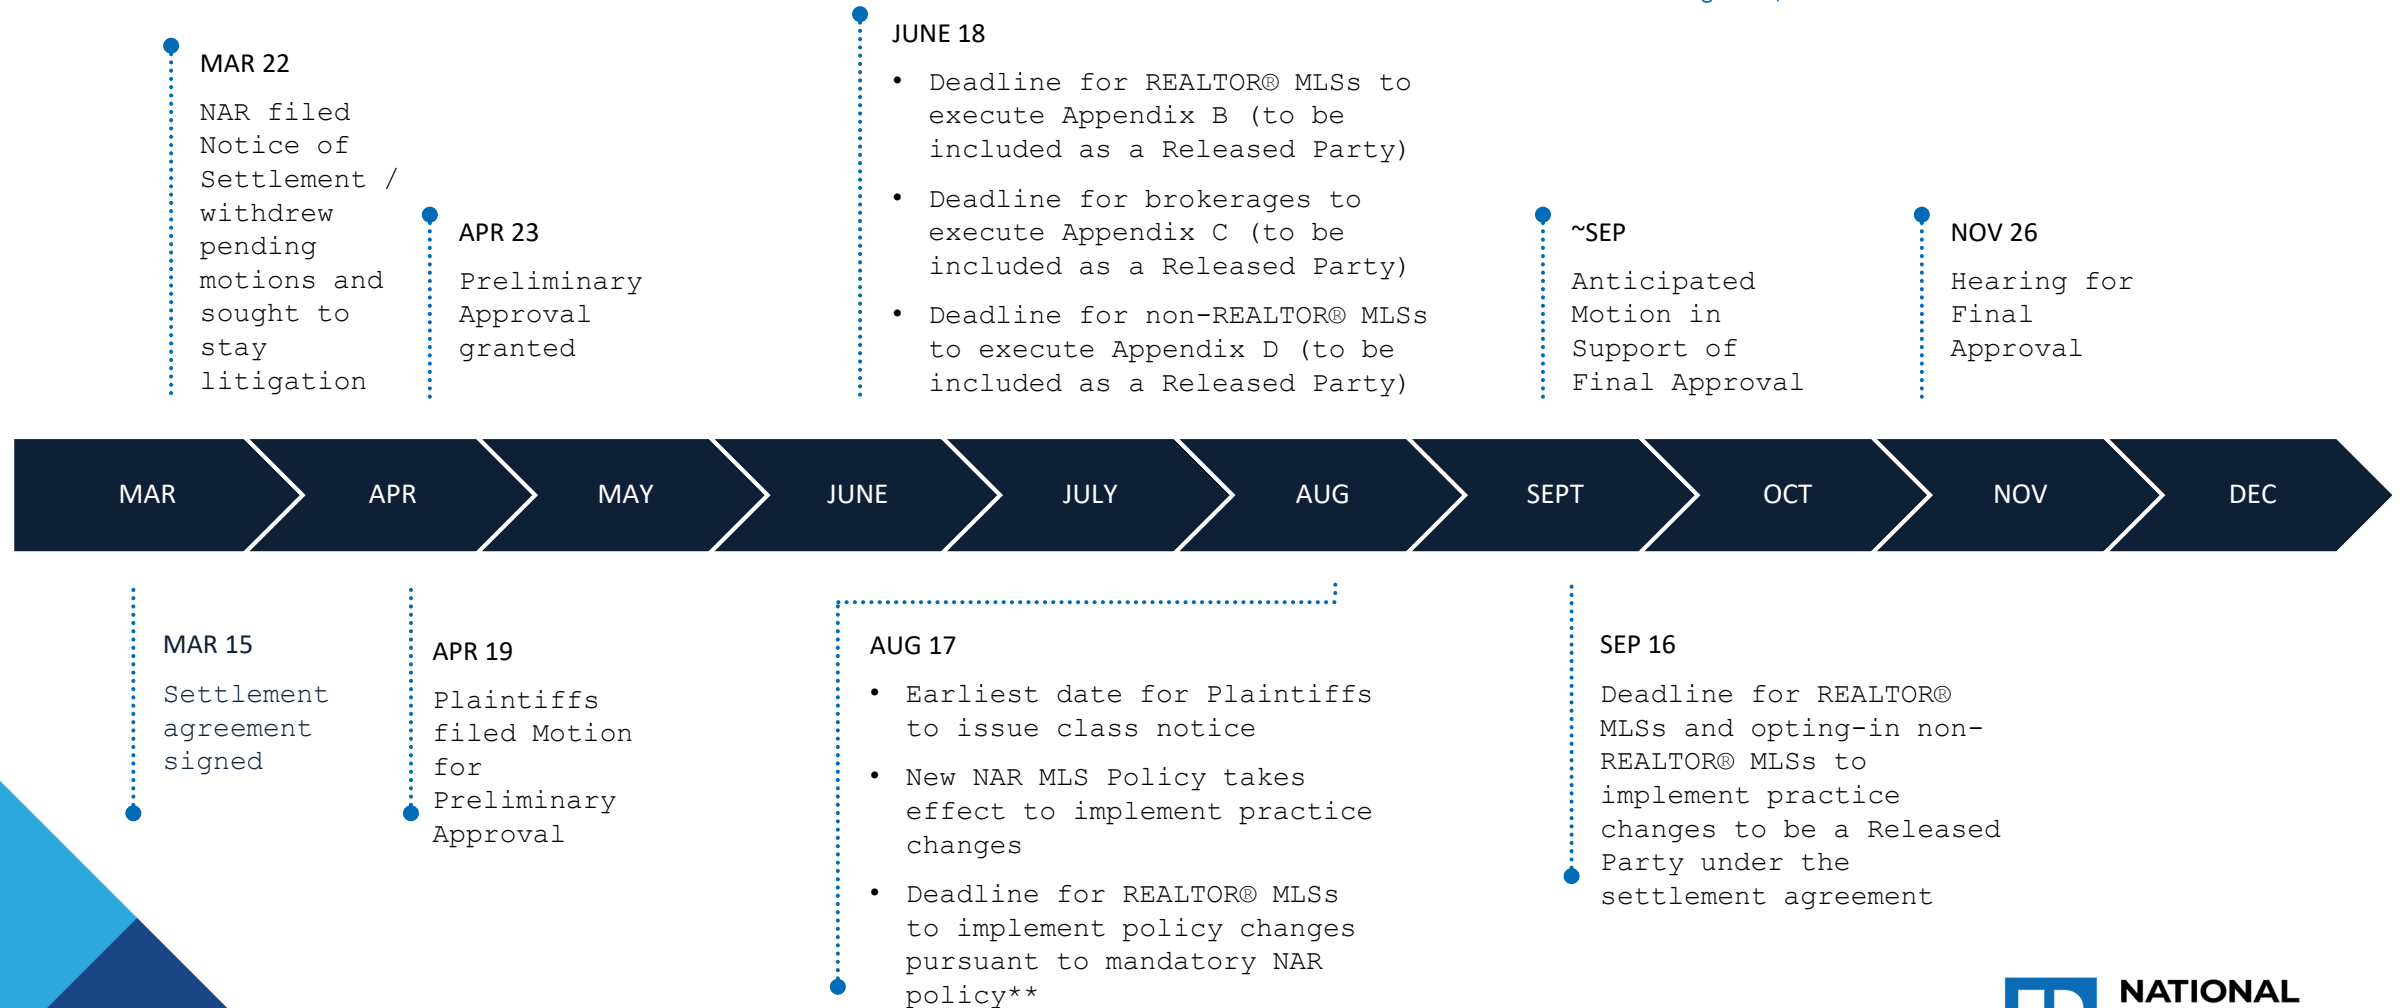 MAR 22
NAR filed
Notice of
Settlement /
withdrew
pending
motions and
sought to
stay
litigation
APR 23
Preliminary
Approval
granted
JUNE 18
• Deadline for REALTOR® MLSs to
execute Appendix B (to be
included as a Released Party)
• Deadline for brokerages to
execute Appendix C (to be
included as a Released Party)
• Deadline for non-REALTOR® MLSs
to execute Appendix D (to be
included as a Released Party)
~SEP
Anticipated
Motion in
Support of
Final Approval
NOV 26
Hearing for
Final
Approval
MAR APR MAY JUNE JULY AUG SEPT OCT NOV DEC
MAR 15
Settlement
agreement
signed
APR 19
Plaintiffs
filed Motion
for
Preliminary
Approval
AUG 17
• Earliest date for Plaintiffs
to issue class notice
• New NAR MLS Policy takes
effect to implement practice
changes
• Deadline for REALTOR® MLSs
to implement policy changes
pursuant to mandatory NAR
policy**
SEP 16
Deadline for REALTOR®
MLSs and opting-in non-
REALTOR® MLSs to
implement practice
changes to be a Released
Party under the
settlement agreement
NATIONAL